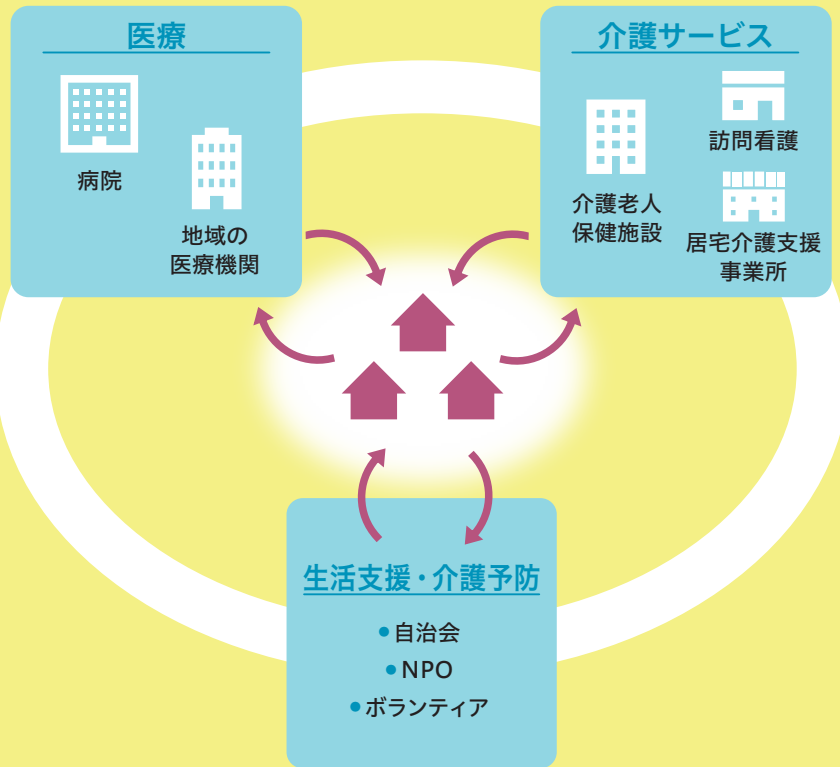 医療
病院
地域の
医療機関
介護サービス
訪問看護
介護老人
保健施設
居宅介護支援
事業所
生活支援・介護予防
•自治会
•NPO
•ボランティア